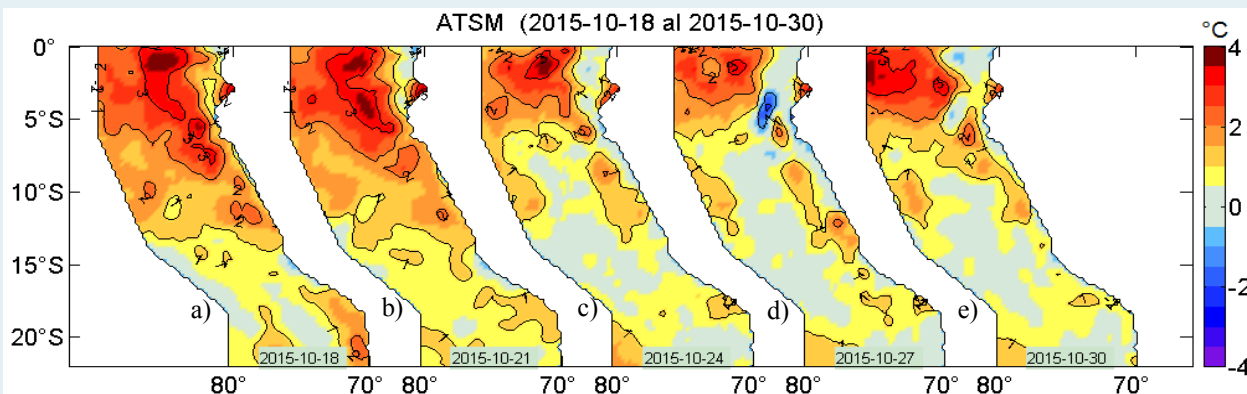 ATSM (2015-10-18 al 2015-10-30)
°C
0°
5°S
10°S
15°S
20°S
a) b) c) d) e)
2015-10-18 2015-10-21 2015-10-24 2015-10-27 2015-10-30
80° 70° 80° 70° 80° 70° 80° 70° 80° 70°
4
2
0
-2
-4